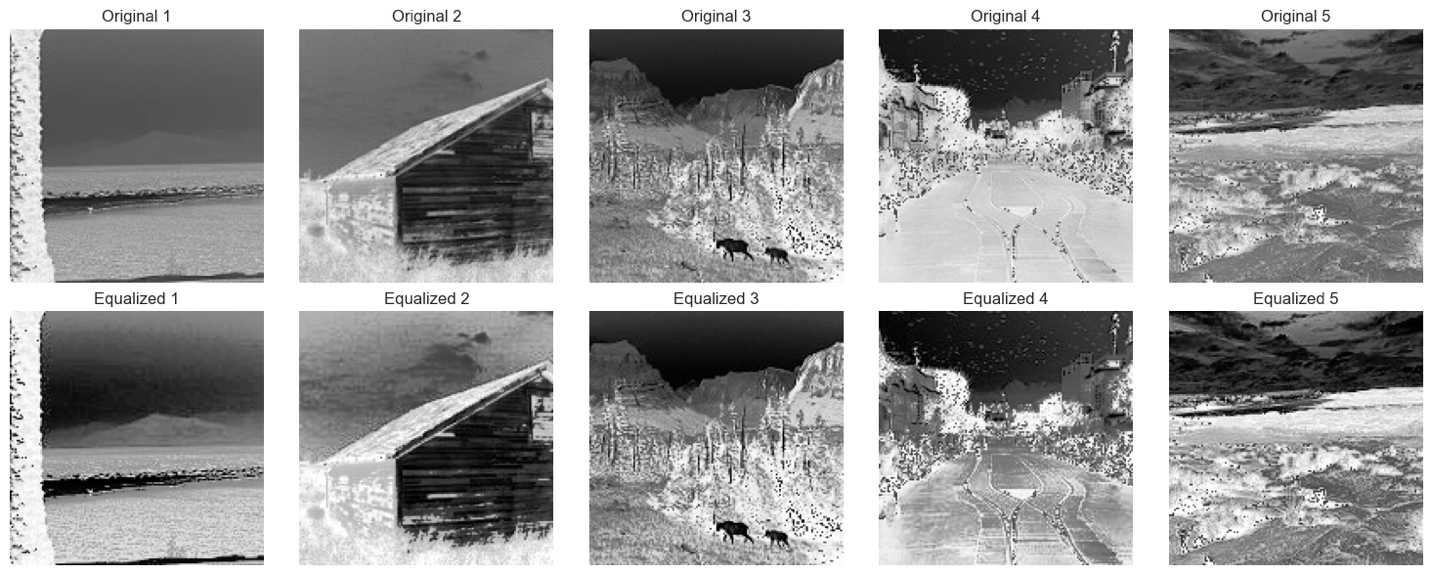 Original 1
Original 2
Original 3
Original 4
Original 5
Equalized 1
Equalized 2
Equalized 3
Equalized 4
Equalized 5